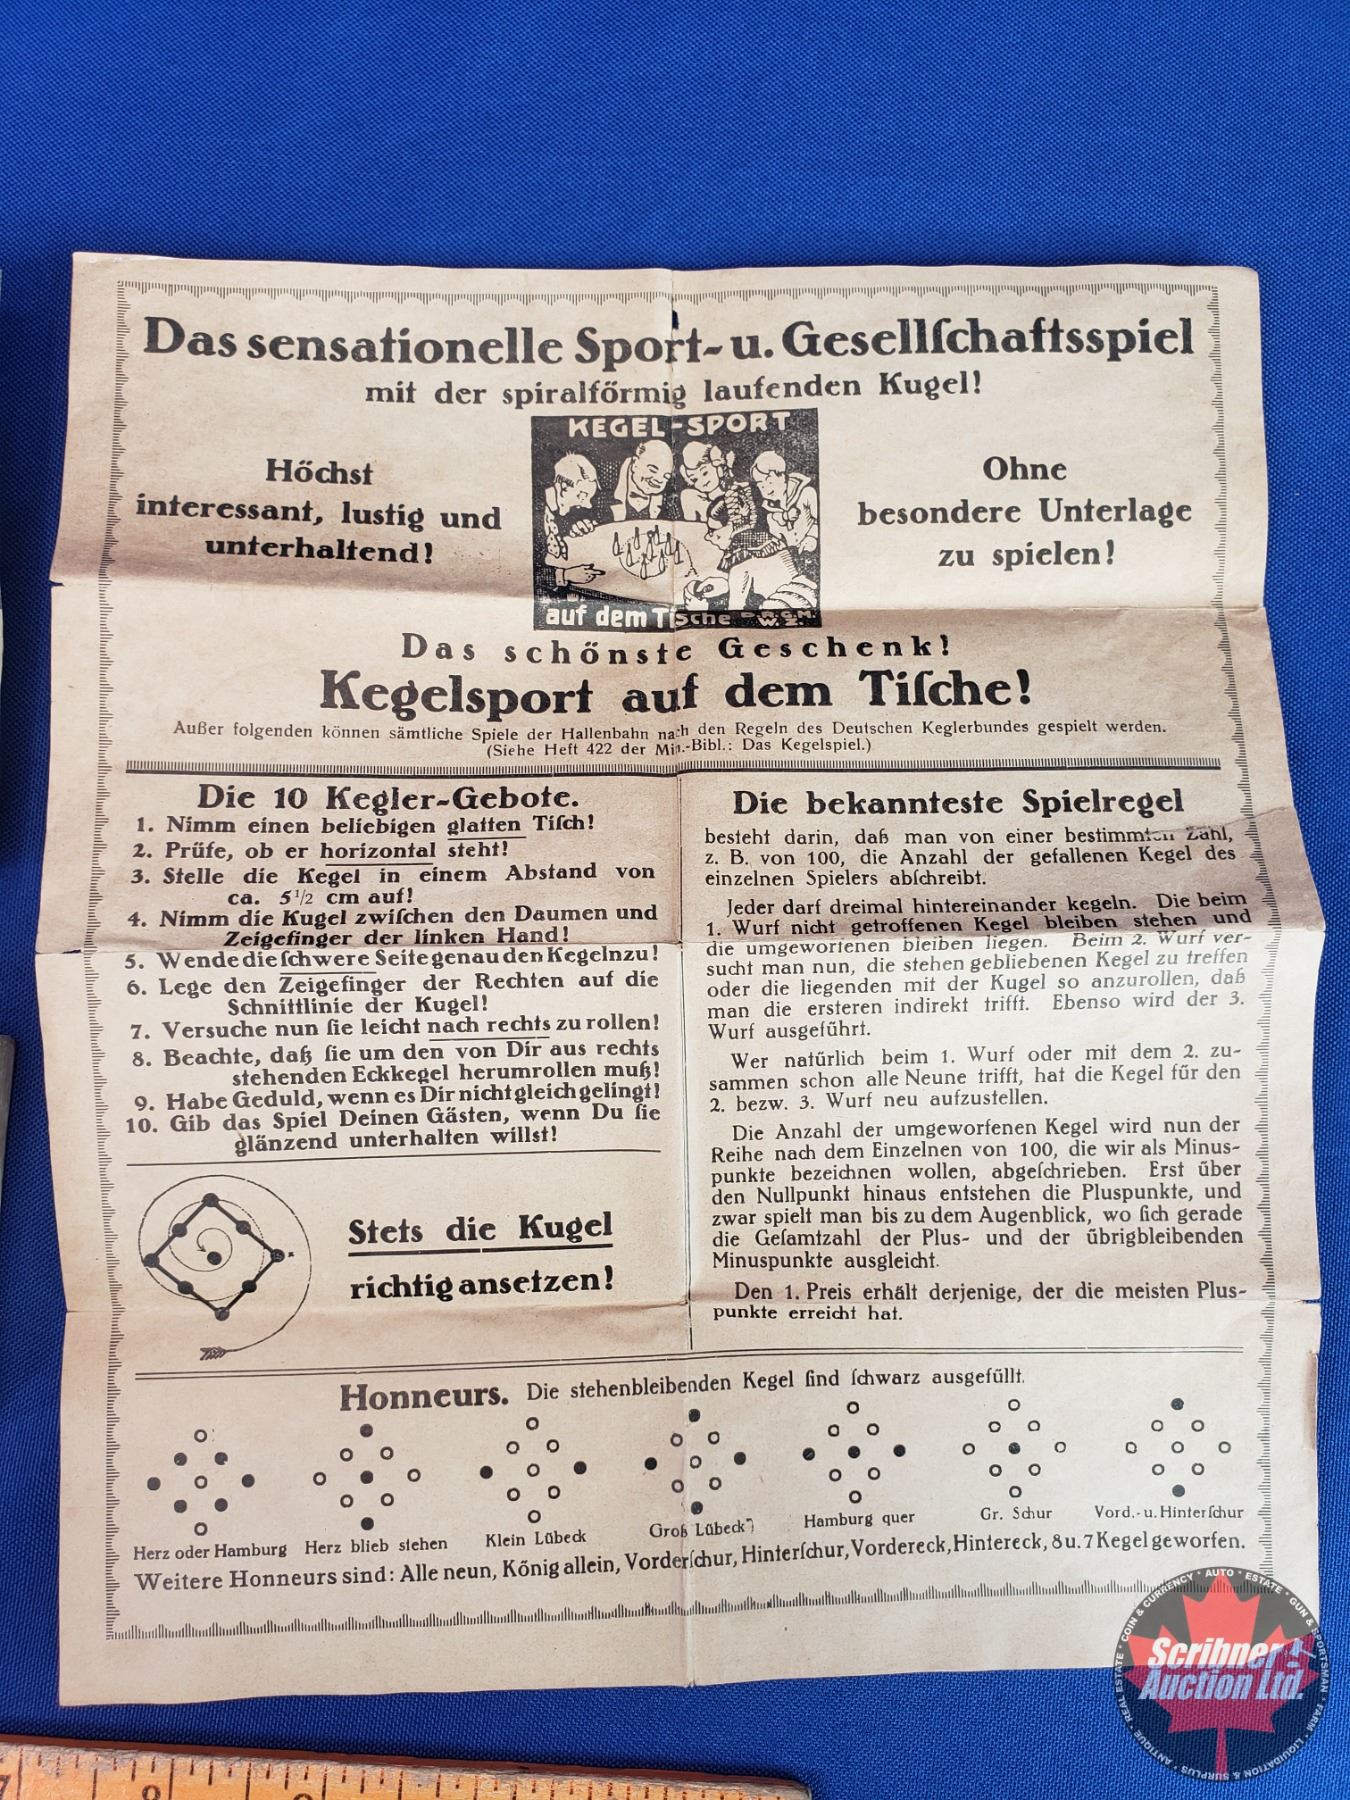 Das sensationelle Sport- u. Geſellſchaftsspiel
mit der spiralförmig laufenden Kugel!
Höchst
interessant, lustig und
unterhaltend!
KEGEL-SPORT
auf dem Tische D.R.G.M.
W.Z.
Ohne
besondere Unterlage
zu spielen!
Das schönste Geschenk!
Kegelsport auf dem Tiſche!
Außer folgenden können sämtliche Spiele der Hallenbahn nach den Regeln des Deutschen Keglerbundes gespielt werden.
(Siehe Heft 422 der Min.-Bibl.: Das Kegelspiel.)
Die 10 Kegler-Gebote.
1. Nimm einen beliebigen glatten Tiſch!
2. Prüfe, ob er horizontal steht!
3. Stelle die Kegel in einem Abstand von
ca. 5 1/2 cm auf!
4. Nimm die Kugel zwiſchen den Daumen und
Zeigefinger der linken Hand!
5. Wende die ſchwere Seite genau den Kegeln zu!
6. Lege den Zeigefinger der Rechten auf die
Schnittlinie der Kugel!
7. Versuche nun ſie leicht nach rechts zu rollen!
8. Beachte, daß ſie um den von Dir aus rechts
stehenden Eckkegel herumrollen muß!
9. Habe Geduld, wenn es Dir nicht gleich gelingt!
10. Gib das Spiel Deinen Gästen, wenn Du ſie
glänzend unterhalten willst!
Stets die Kugel
richtig ansetzen!
Die bekannteste Spielregel
besteht darin, daß man von einer bestimmten Zahl,
z. B. von 100, die Anzahl der gefallenen Kegel des
einzelnen Spielers abſchreibt.
Jeder darf dreimal hintereinander kegeln. Die beim
1. Wurf nicht getroffenen Kegel bleiben stehen und
die umgeworfenen bleiben liegen. Beim 2. Wurf ver-
sucht man nun, die stehen gebliebenen Kegel zu treffen
oder die liegenden mit der Kugel so anzurollen, daß
man die ersteren indirekt trifft. Ebenso wird der 3.
Wurf ausgeführt.
Wer natürlich beim 1. Wurf oder mit dem 2. zu-
sammen schon alle Neune trifft, hat die Kegel für den
2. bezw. 3. Wurf neu aufzustellen.
Die Anzahl der umgeworfenen Kegel wird nun der
Reihe nach dem Einzelnen von 100, die wir als Minus-
punkte bezeichnen wollen, abgeſchrieben. Erst über
den Nullpunkt hinaus entstehen die Pluspunkte, und
zwar spielt man bis zu dem Augenblick, wo ſich gerade
die Geſamtzahl der Plus- und der übrigbleibenden
Minuspunkte ausgleicht.
Den 1. Preis erhält derjenige, der die meisten Plus-
punkte erreicht hat.
Honneurs. Die stehenbleibenden Kegel ſind ſchwarz ausgefüllt.
Herz oder Hamburg Herz blieb stehen Klein Lübeck Groß Lübeck Hamburg quer Gr. Schur Vord.- u. Hinterſchur
Weitere Honneurs sind: Alle neun, König allein, Vorderſchur, Hinterſchur, Vordereck, Hintereck, 8 u. 7 Kegel geworfen.
COIN & CURRENCY * AUTO * ESTATE * GUN & SPORTSMAN * FARM * LIQUIDATION & SURPLUS * ANTIQUE * REAL ESTATE
Scribner
Auction Ltd.
7 8 9